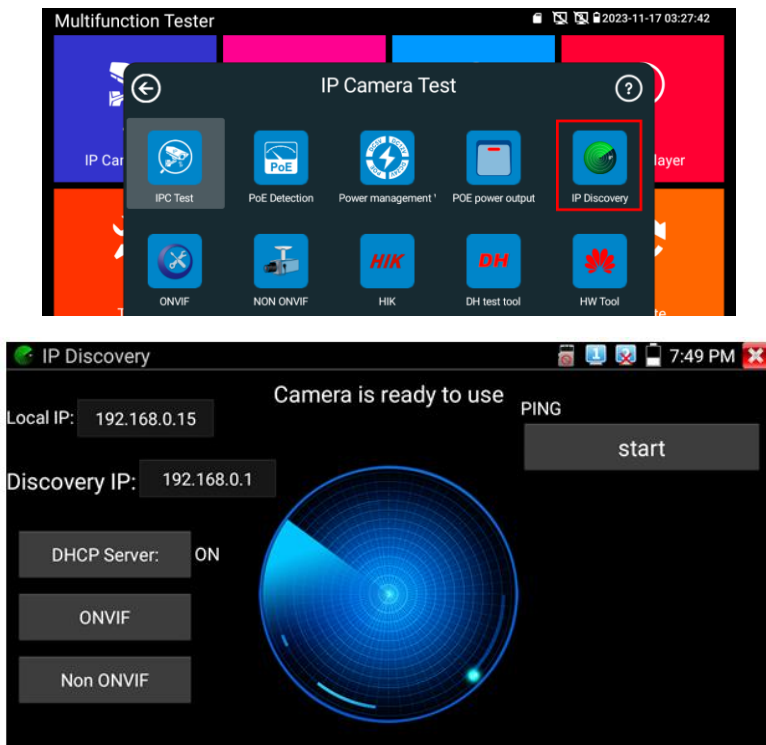 Multifunction Tester
2023-11-17 03:27:42
IP Camera Test
?
IP Car
layer
IPC Test
PoE
PoE Detection
Power management
POE power output
IP Discovery
ONVIF
NON ONVIF
HIK
HIK
DH
DH test tool
HW Tool
T
te
IP Discovery
1
7:49 PM
Camera is ready to use
Local IP: 192.168.0.15
PING
start
Discovery IP: 192.168.0.1
DHCP Server: ON
ONVIF
Non ONVIF